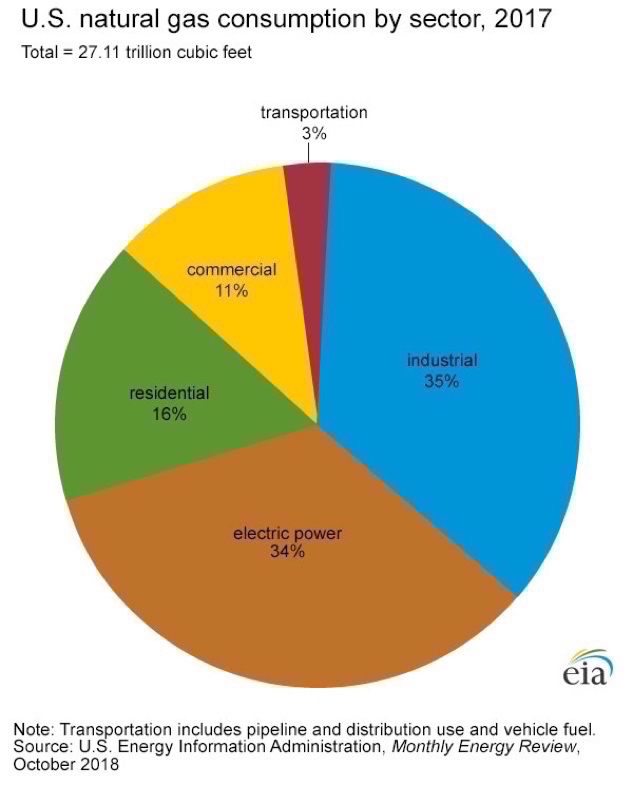 U.S. natural gas consumption by sector, 2017
Total = 27.11 trillion cubic feet
transportation
3%
commercial
11%
industrial
35%
residential
16%
electric power
34%
eia
Note: Transportation includes pipeline and distribution use and vehicle fuel.
Source: U.S. Energy Information Administration, Monthly Energy Review,
October 2018